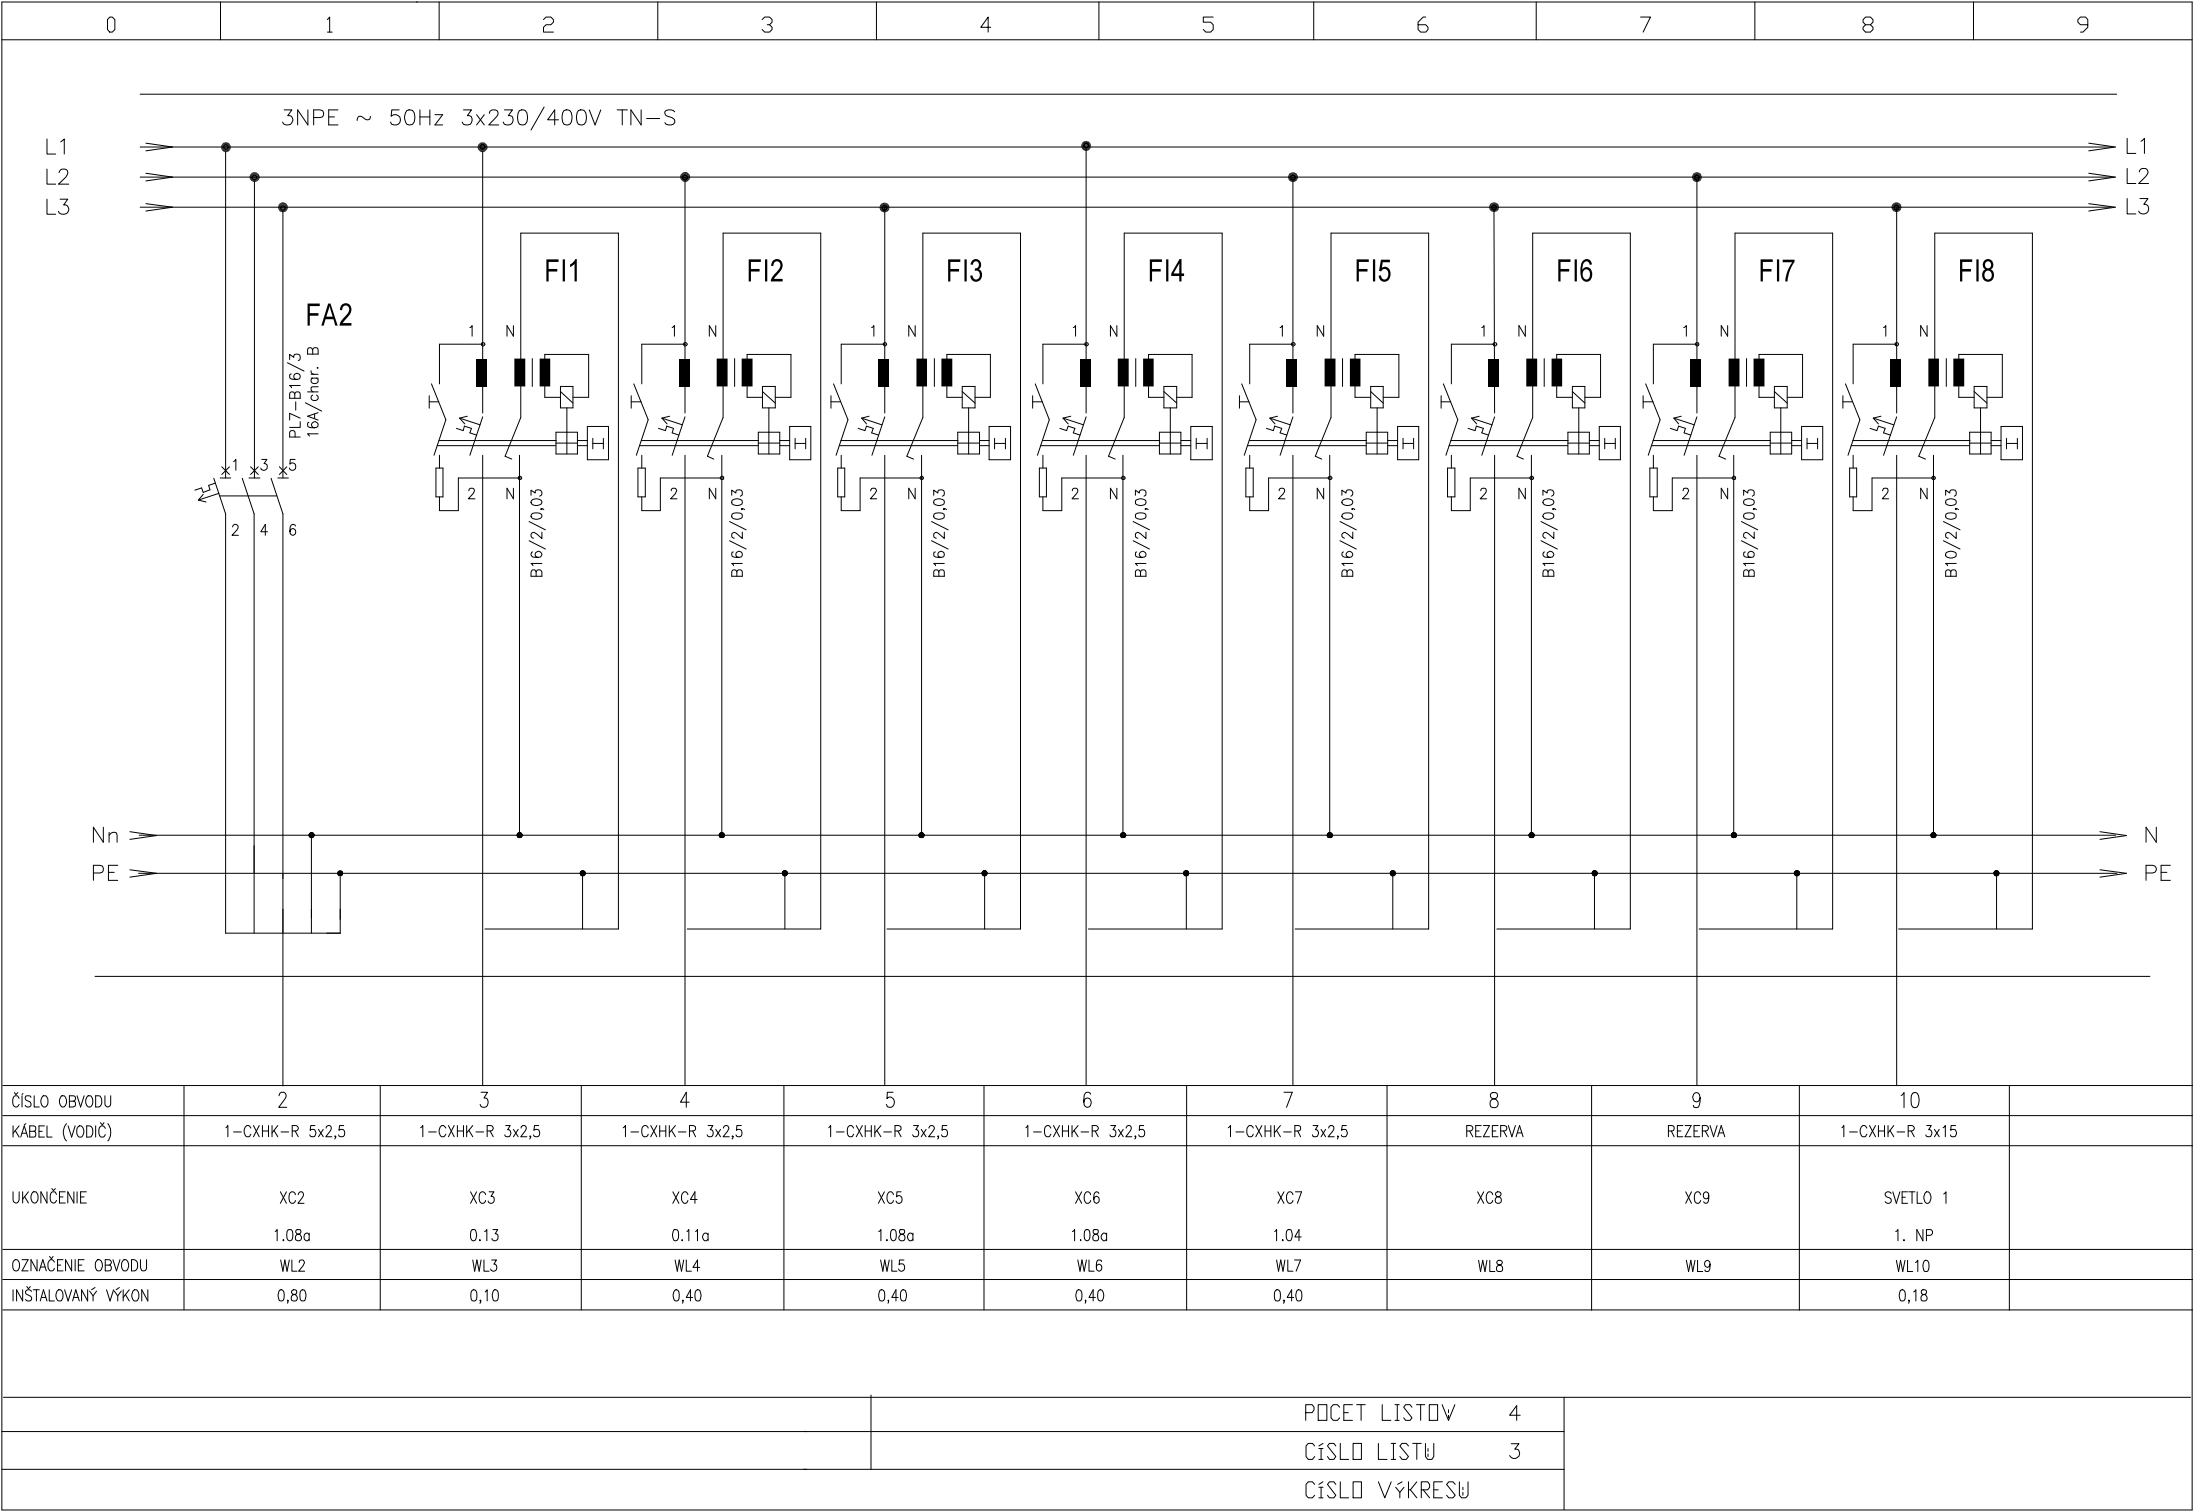 0 1 2 3 4 5 6 7 8 9
3NPE ~ 50Hz 3x230/400V TN-S
L1 L1
L2 L2
L3 L3
FI1 FI2 FI3 FI4 FI5 FI6 FI7 FI8
FA2
PL7-B16/3
16A/char. B
1 N 1 N 1 N 1 N 1 N 1 N 1 N 1 N
1 3 5
2 N 2 N 2 N 2 N 2 N 2 N 2 N 2 N
2 4 6
B16/2/0,03 B16/2/0,03 B16/2/0,03 B16/2/0,03 B16/2/0,03 B16/2/0,03 B16/2/0,03 B10/2/0,03
Nn N
PE PE
ČÍSLO OBVODU 2 3 4 5 6 7 8 9 10
KÁBEL (VODIČ) 1-CXHK-R 5x2,5 1-CXHK-R 3x2,5 1-CXHK-R 3x2,5 1-CXHK-R 3x2,5 1-CXHK-R 3x2,5 1-CXHK-R 3x2,5 REZERVA REZERVA 1-CXHK-R 3x15
UKONČENIE XC2 XC3 XC4 XC5 XC6 XC7 XC8 XC9 SVETLO 1
1.08a 0.13 0.11a 1.08a 1.08a 1.04 1. NP
OZNAČENIE OBVODU WL2 WL3 WL4 WL5 WL6 WL7 WL8 WL9 WL10
INŠTALOVANÝ VÝKON 0,80 0,10 0,40 0,40 0,40 0,40 0,18
POCET LISTOV 4
CÍSLO LISTU 3
CÍSLO VÝKRESU